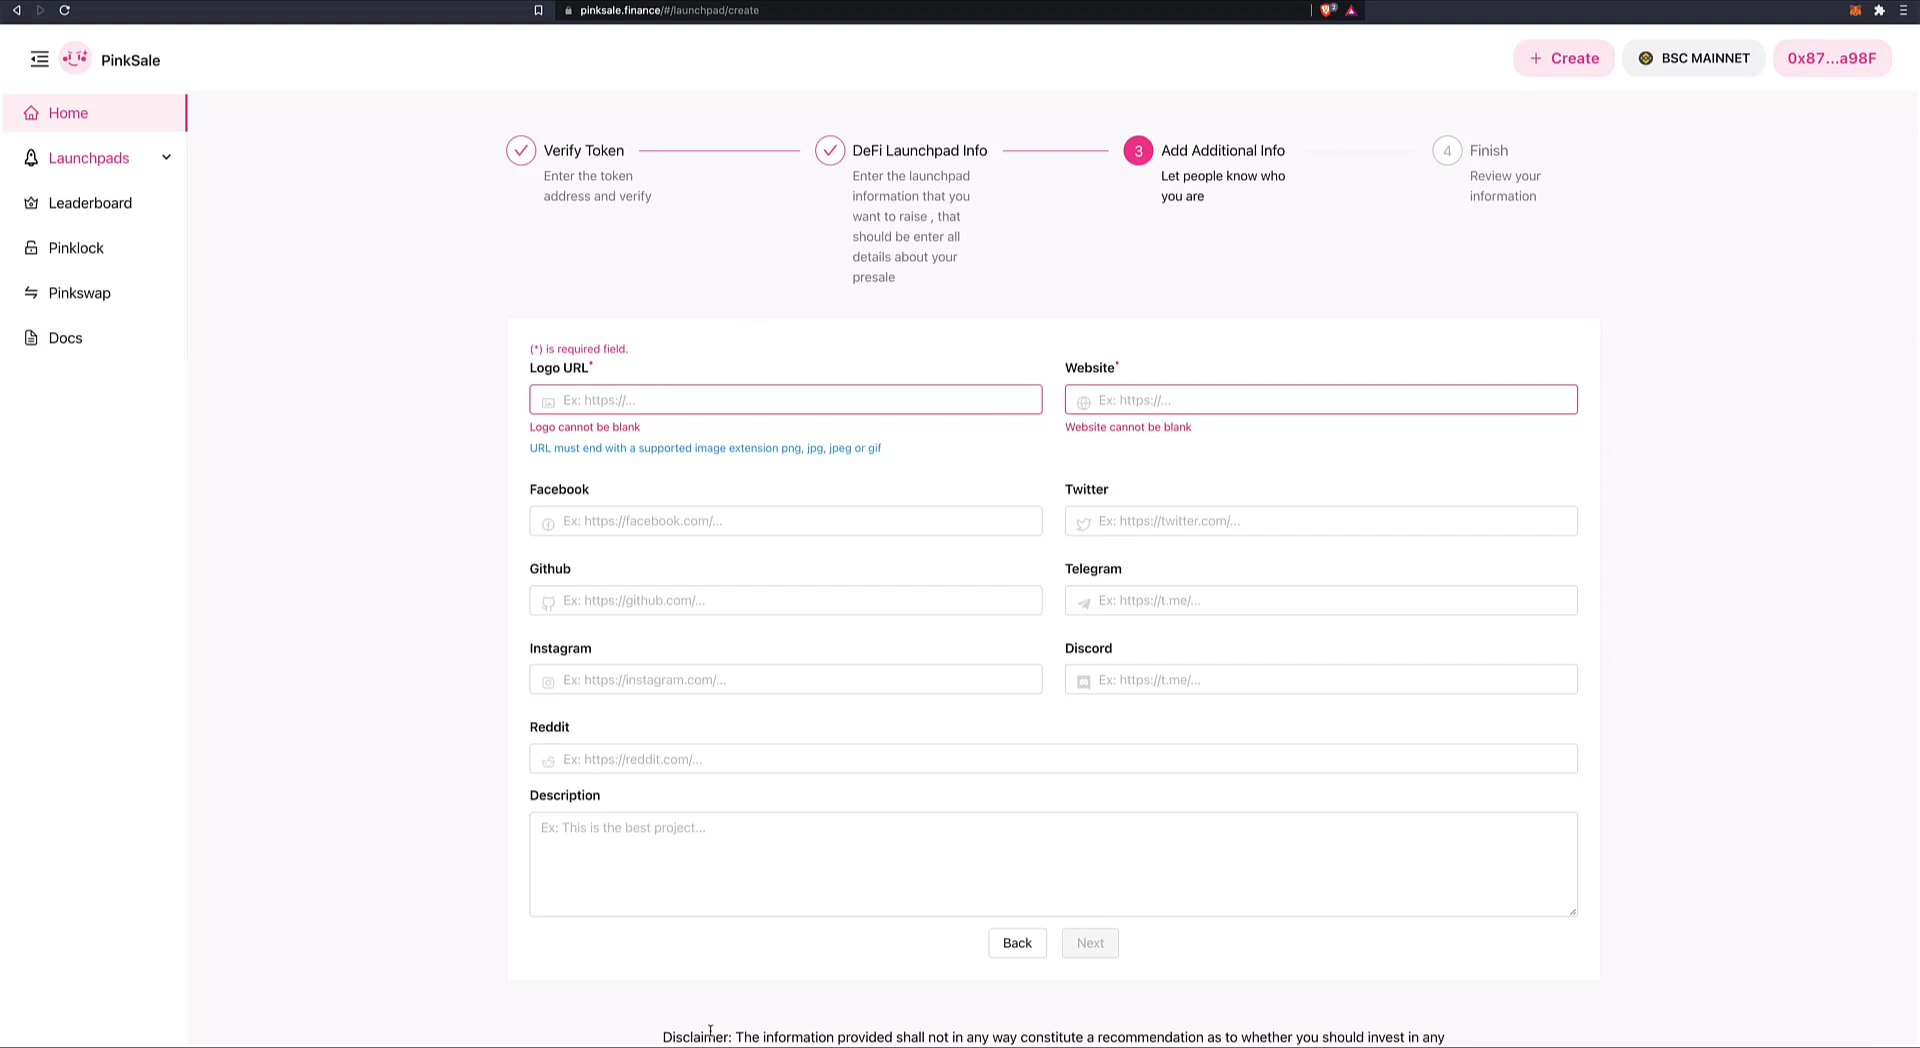 pinksale.finance/#/launchpad/create
2
PinkSale
+ Create
BSC MAINNET
0x87...a98F
Home
Launchpads
Leaderboard
Pinklock
Pinkswap
Docs
Verify Token
Enter the token
address and verify
DeFi Launchpad Info
Enter the launchpad
information that you
want to raise , that
should be enter all
details about your
presale
3
Add Additional Info
Let people know who
you are
4
Finish
Review your
information
(*) is required field.
Logo URL*
Ex: https://...
Logo cannot be blank
URL must end with a supported image extension png, jpg, jpeg or gif
Website*
Ex: https://...
Website cannot be blank
Facebook
Ex: https://facebook.com/...
Twitter
Ex: https://twitter.com/...
Github
Ex: https://github.com/...
Telegram
Ex: https://t.me/...
Instagram
Ex: https://instagram.com/...
Discord
Ex: https://t.me/...
Reddit
Ex: https://reddit.com/...
Description
Ex: This is the best project...
Back
Next
Disclaimer: The information provided shall not in any way constitute a recommendation as to whether you should invest in any